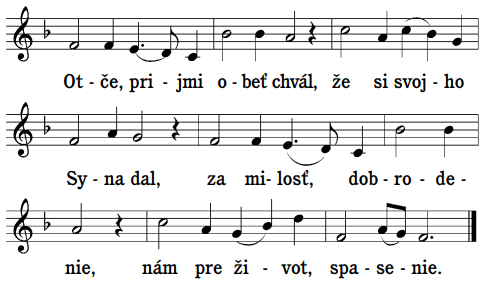 Ot - če, pri - jmi o - beť chvál, že si svoj - ho
Sy - na dal, za mi - losť, dob - ro - de -
nie, nám pre ži - vot, spa - se - nie.